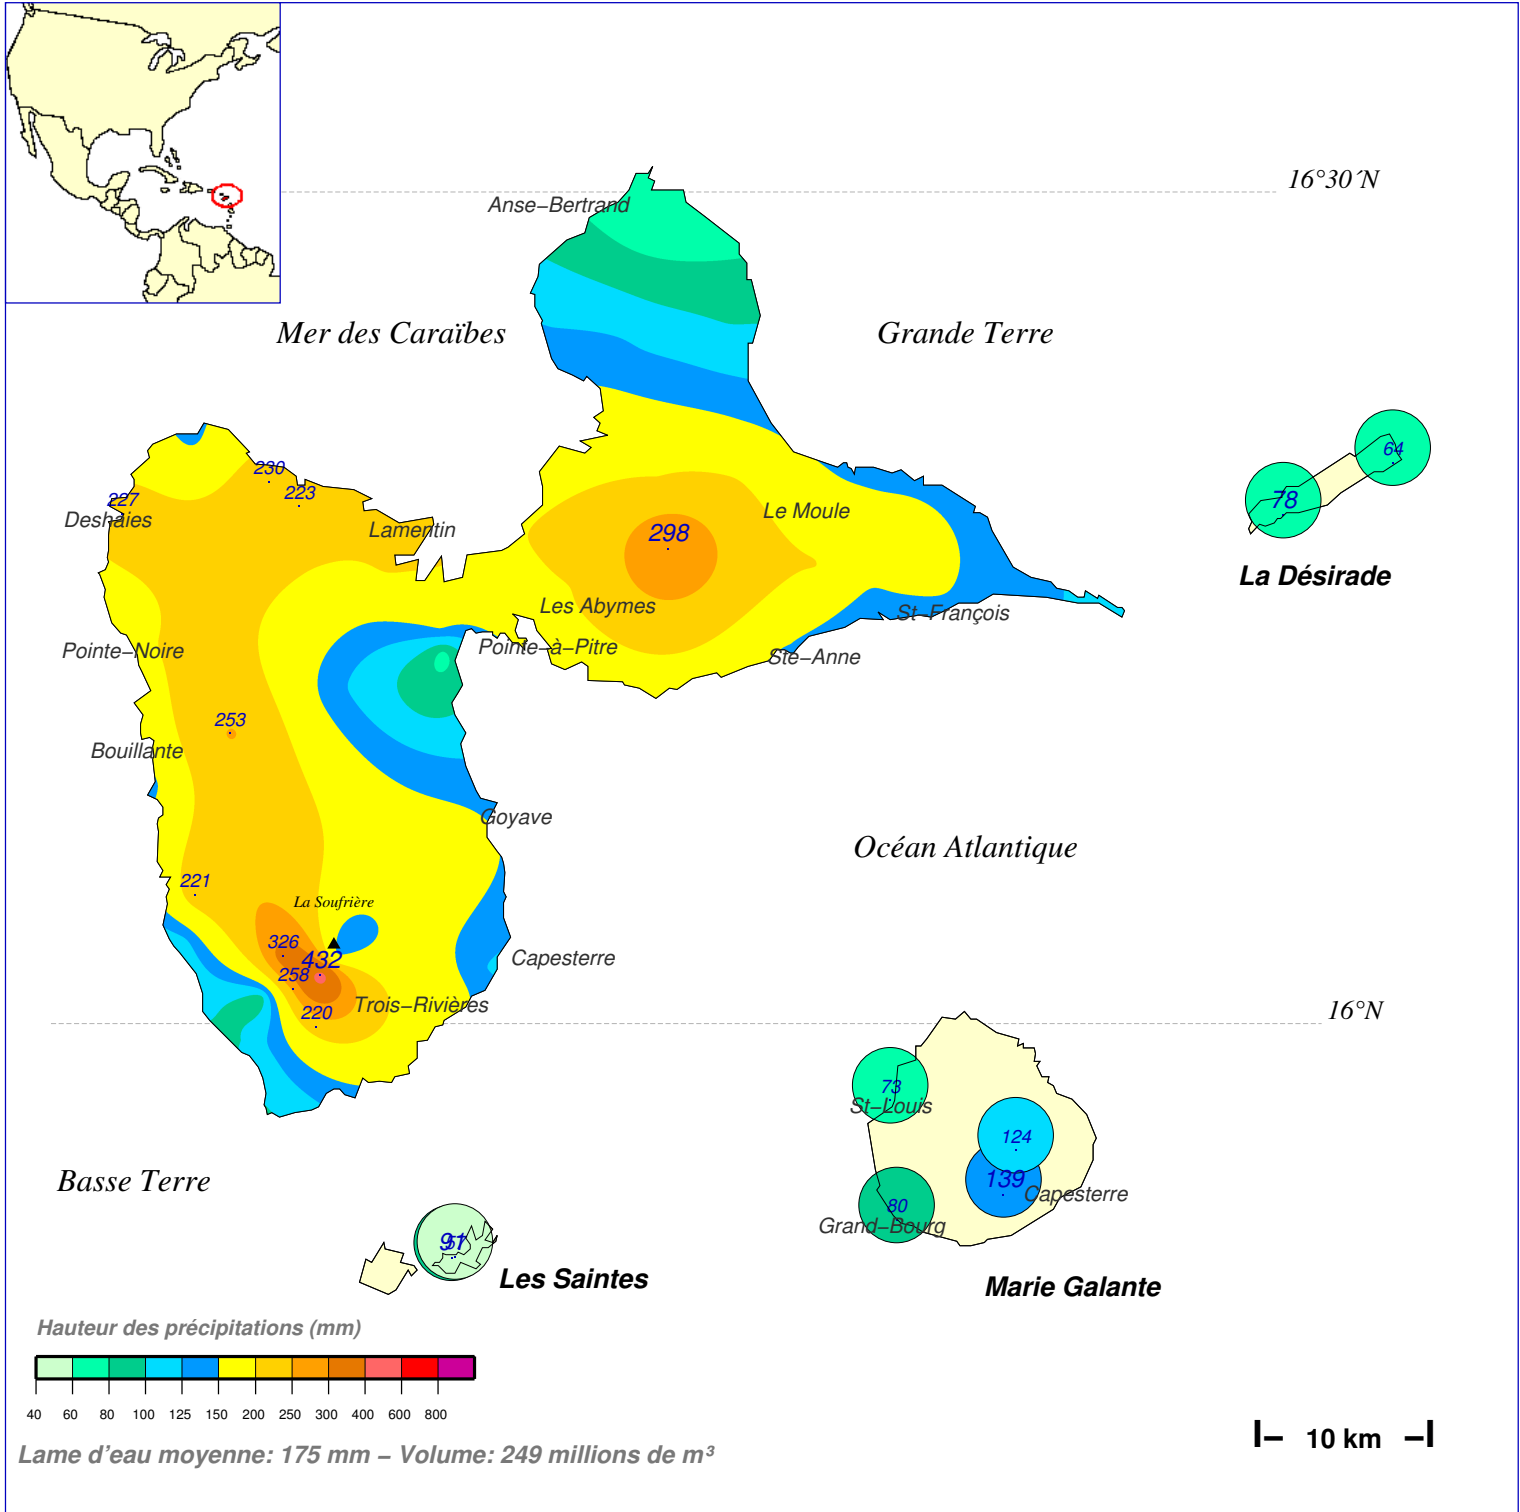 16°30´N
Anse−Bertrand
Mer des Caraïbes
Grande Terre
64
230
227
223
78
Deshaies
Lamentin
Le Moule
298
La Désirade
Les Abymes
St−François
Pointe−Noire
Pointe−à−Pitre
Ste−Anne
253
Bouillante
Goyave
Océan Atlantique
221
La Soufrière
326
432
258
Capesterre
Trois−Rivières
220
16°N
73
St−Louis
124
139
Capesterre
80
Grand−Bourg
Basse Terre
91
Les Saintes
Marie Galante
Hauteur des précipitations (mm)
40 60 80 100 125 150 200 250 300 400 600 800
Lame d'eau moyenne: 175 mm − Volume: 249 millions de m³
10 km